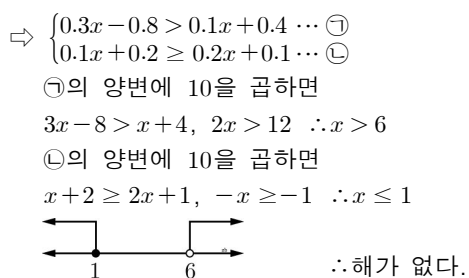 ⇨ { 0.3x-0.8 > 0.1x+0.4 ⋯ ㉠
0.1x+0.2 ≥ 0.2x+0.1 ⋯ ㉡
㉠의 양변에 10을 곱하면
3x-8 > x+4, 2x > 12 ∴x > 6
㉡의 양변에 10을 곱하면
x+2 ≥ 2x+1, -x ≥ -1 ∴x ≤ 1
1 6 ∴해가 없다.